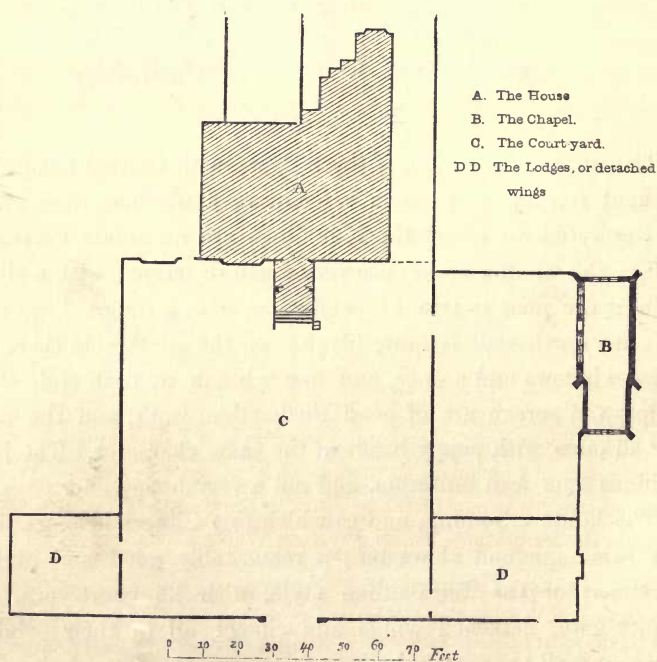 A. The House
B. The Chapel.
C. The Court-yard.
D D The Lodges, or detached
wings
A
B
C
D
D
0 10 20 30 40 50 60 70 Feet